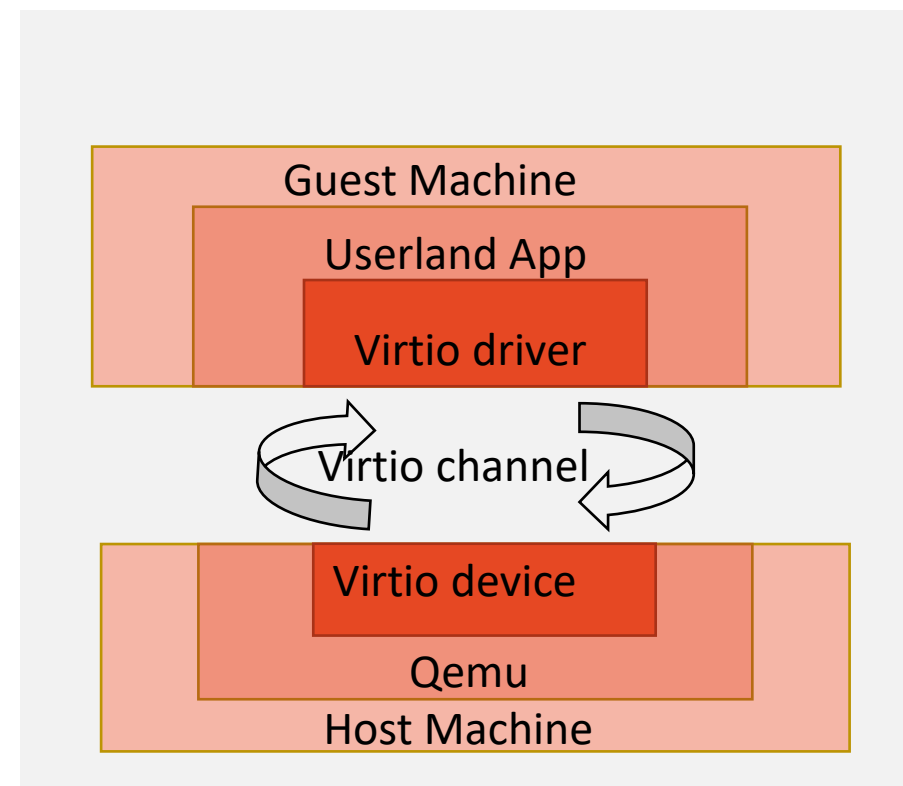 Guest Machine
Userland App
Virtio driver
Virtio channel
Virtio device
Qemu
Host Machine